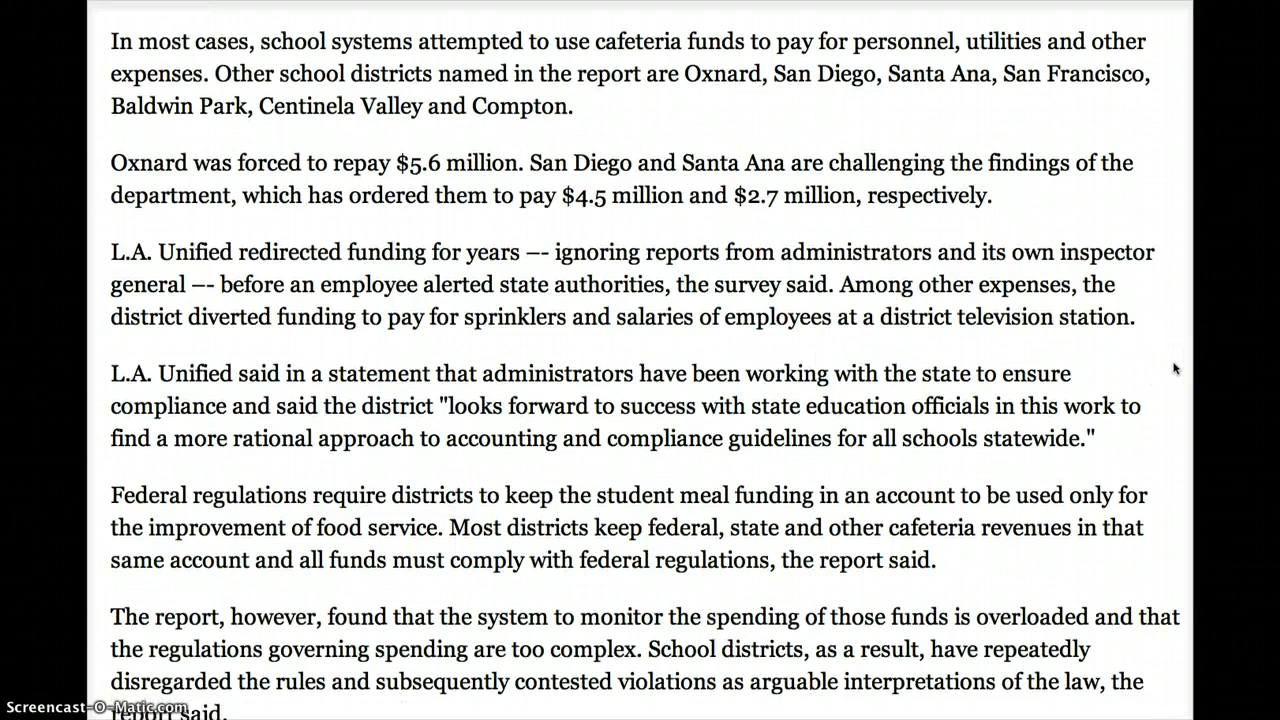 In most cases, school systems attempted to use cafeteria funds to pay for personnel, utilities and other
expenses. Other school districts named in the report are Oxnard, San Diego, Santa Ana, San Francisco,
Baldwin Park, Centinela Valley and Compton.
Oxnard was forced to repay $5.6 million. San Diego and Santa Ana are challenging the findings of the
department, which has ordered them to pay $4.5 million and $2.7 million, respectively.
L.A. Unified redirected funding for years –- ignoring reports from administrators and its own inspector
general –- before an employee alerted state authorities, the survey said. Among other expenses, the
district diverted funding to pay for sprinklers and salaries of employees at a district television station.
L.A. Unified said in a statement that administrators have been working with the state to ensure
compliance and said the district "looks forward to success with state education officials in this work to
find a more rational approach to accounting and compliance guidelines for all schools statewide."
Federal regulations require districts to keep the student meal funding in an account to be used only for
the improvement of food service. Most districts keep federal, state and other cafeteria revenues in that
same account and all funds must comply with federal regulations, the report said.
The report, however, found that the system to monitor the spending of those funds is overloaded and that
the regulations governing spending are too complex. School districts, as a result, have repeatedly
disregarded the rules and subsequently contested violations as arguable interpretations of the law, the
report said.
Screencast-O-Matic.com